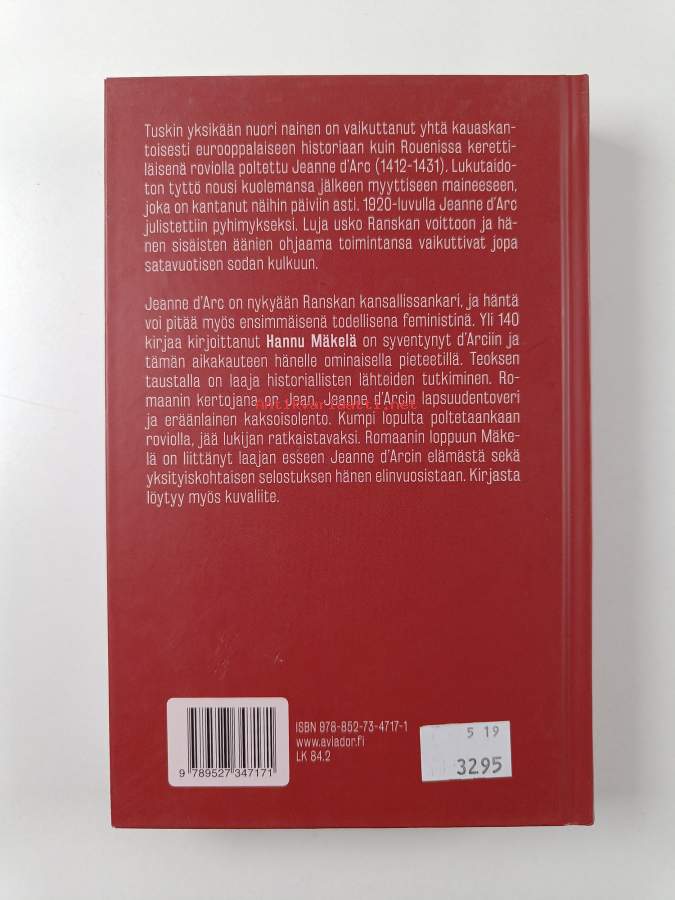 Tuskin yksikään nuori nainen on vaikuttanut yhtä kauaskan-
toisesti eurooppalaiseen historiaan kuin Rouenissa keretti-
läisenä roviolla poltettu Jeanne d'Arc (1412-1431). Lukutaido-
ton tyttö nousi kuolemansa jälkeen myyttiseen maineeseen,
joka on kantanut näihin päiviin asti. 1920-luvulla Jeanne d'Arc
julistettiin pyhimykseksi. Luja usko Ranskan voittoon ja hä-
nen sisäisten äänien ohjaama toimintansa vaikuttivat jopa
satavuotisen sodan kulkuun.
Jeanne d'Arc on nykyään Ranskan kansallissankari, ja häntä
voi pitää myös ensimmäisenä todellisena feministinä. Yli 140
kirjaa kirjoittanut Hannu Mäkelä on syventynyt d'Arciin ja
tämän aikakauteen hänelle ominaisella pieteetillä. Teoksen
taustalla on laaja historiallisten lähteiden tutkiminen. Ro-
maanin kertojana on Jean, Jeanne d'Arcin lapsuudentoveri
antikvariaatti.net
ja eräänlainen kaksoisolento. Kumpi lopulta poltetaankaan
roviolla, jää lukijan ratkaistavaksi. Romaanin loppuun Mäke-
lä on liittänyt laajan esseen Jeanne d'Arcin elämästä sekä
yksityiskohtaisen selostuksen hänen elinvuosistaan. Kirjasta
löytyy myös kuvaliite.
ISBN 978-852-73-4717-1
www.aviador.fi
LK 84.2
9 789527 347171
5 19
3295